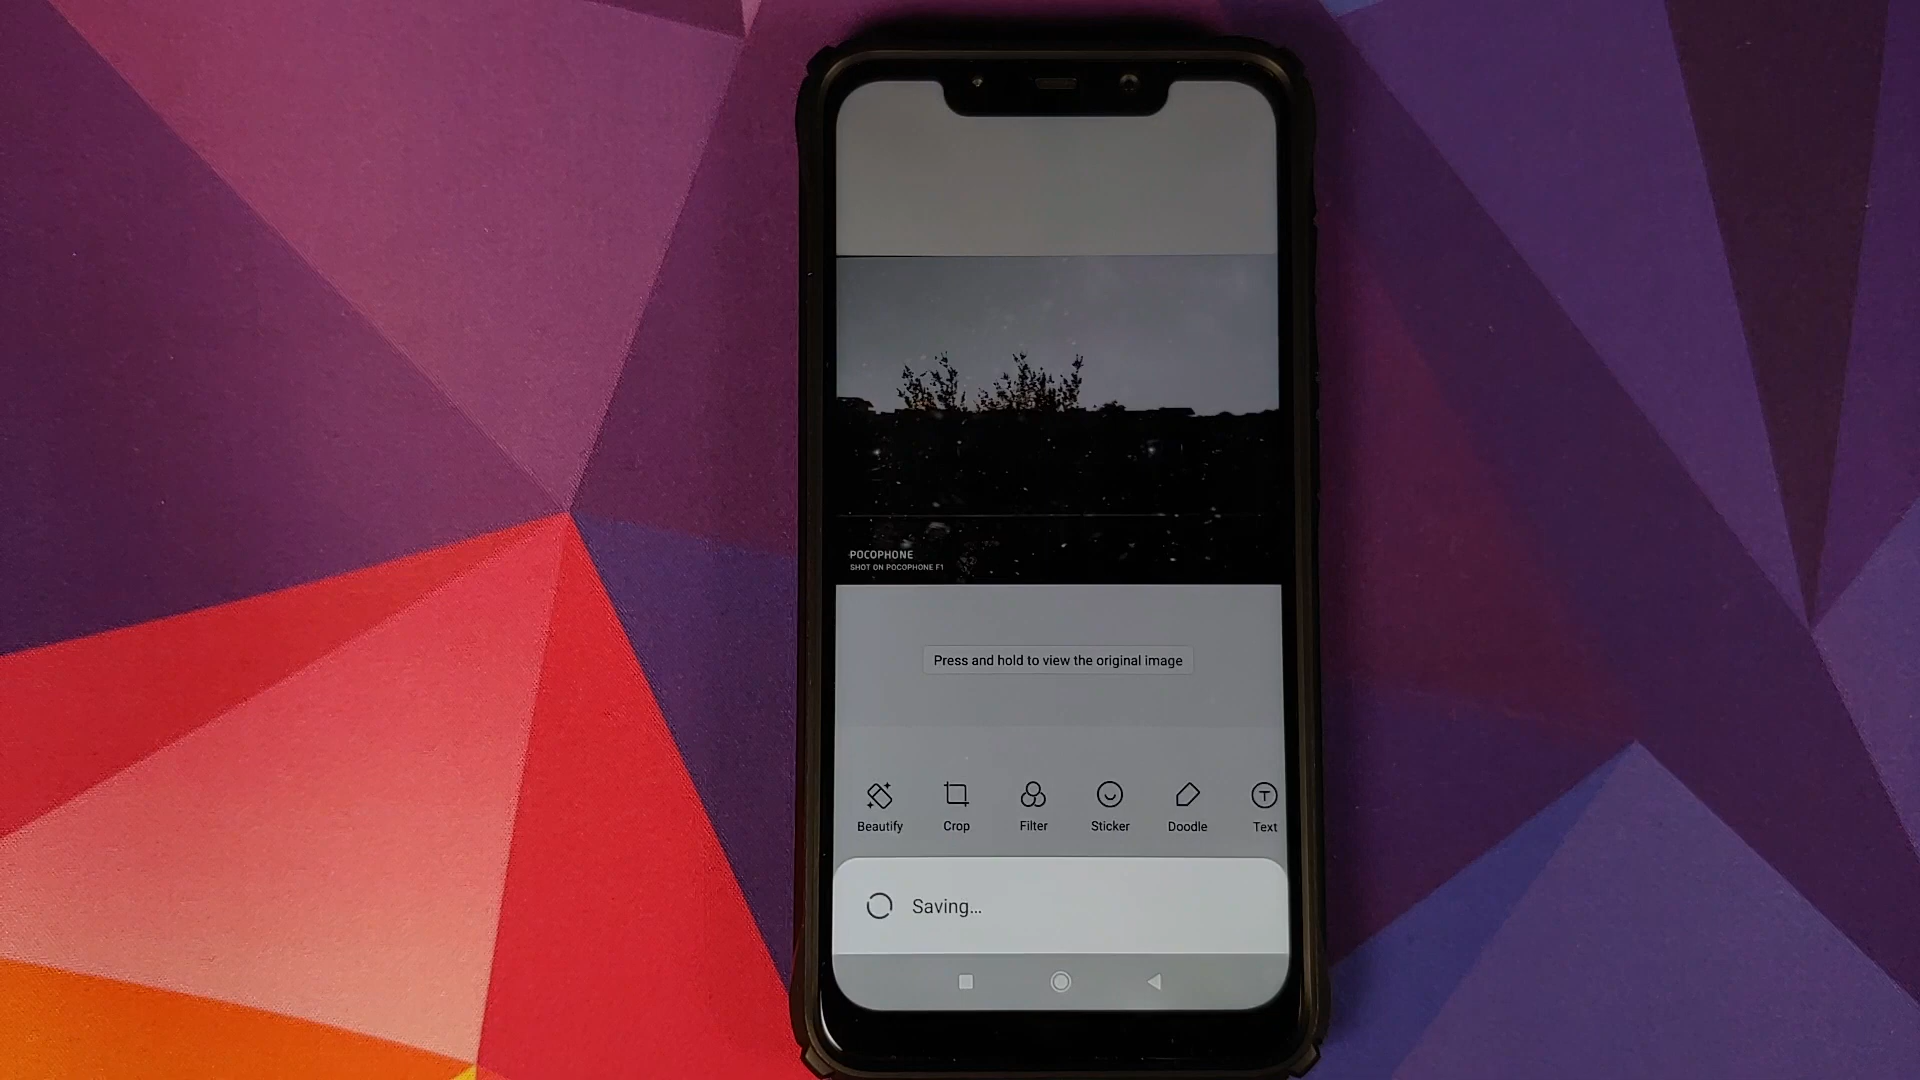 POCOPHONE
SHOT ON POCOPHONE F1
Press and hold to view the original image
Beautify Crop Filter Sticker Doodle Text
Saving...